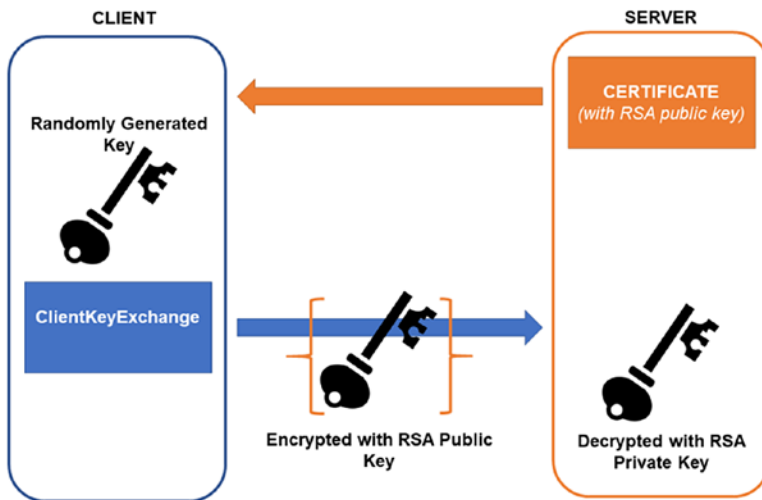 CLIENT
SERVER
CERTIFICATE
(with RSA public key)
Randomly Generated
Key
ClientKeyExchange
Encrypted with RSA Public
Key
Decrypted with RSA
Private Key